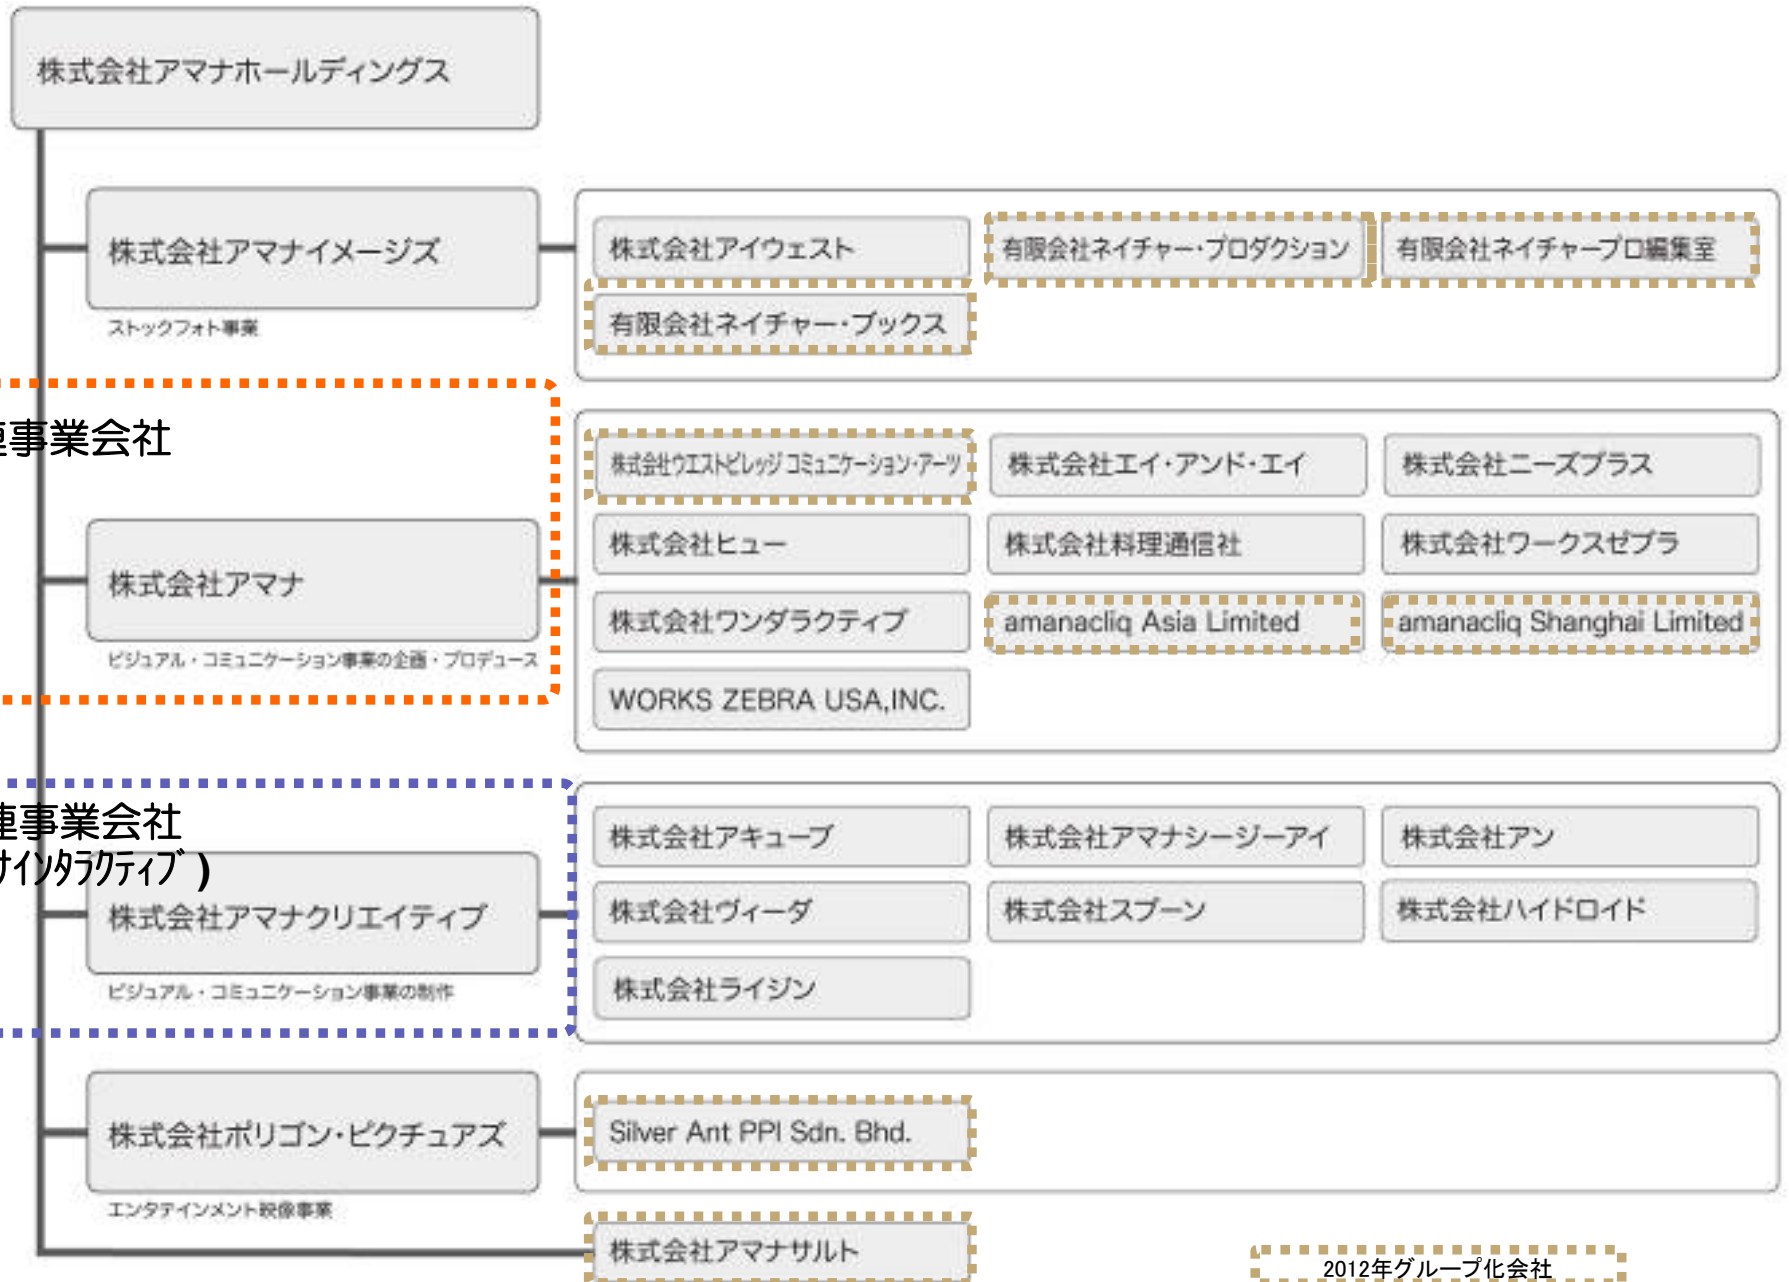 株式会社アマナホールディングス
株式会社アマナイメージズ
ストックフォト事業
株式会社アイウェスト
有限会社ネイチャー・プロダクション
有限会社ネイチャープロ編集室
有限会社ネイチャー・ブックス
事業会社
株式会社アマナ
ビジュアル・コミュニケーション事業の企画・プロデュース
株式会社ウエストビレッジ コミュニケーション・アーツ
株式会社エイ・アンド・エイ
株式会社ニーズプラス
株式会社ヒュー
株式会社料理通信社
株式会社ワークスゼブラ
株式会社ワンダラクティブ
amanacliq Asia Limited
amanacliq Shanghai Limited
WORKS ZEBRA USA,INC.
連事業会社
ナインタラクティブ )
株式会社アマナクリエイティブ
ビジュアル・コミュニケーション事業の制作
株式会社アキューブ
株式会社アマナシージーアイ
株式会社アン
株式会社ヴィーダ
株式会社スプーン
株式会社ハイドロイド
株式会社ライジン
株式会社ポリゴン・ピクチュアズ
エンタテインメント映像事業
Silver Ant PPI Sdn. Bhd.
株式会社アマナサルト
2012年グループ化会社